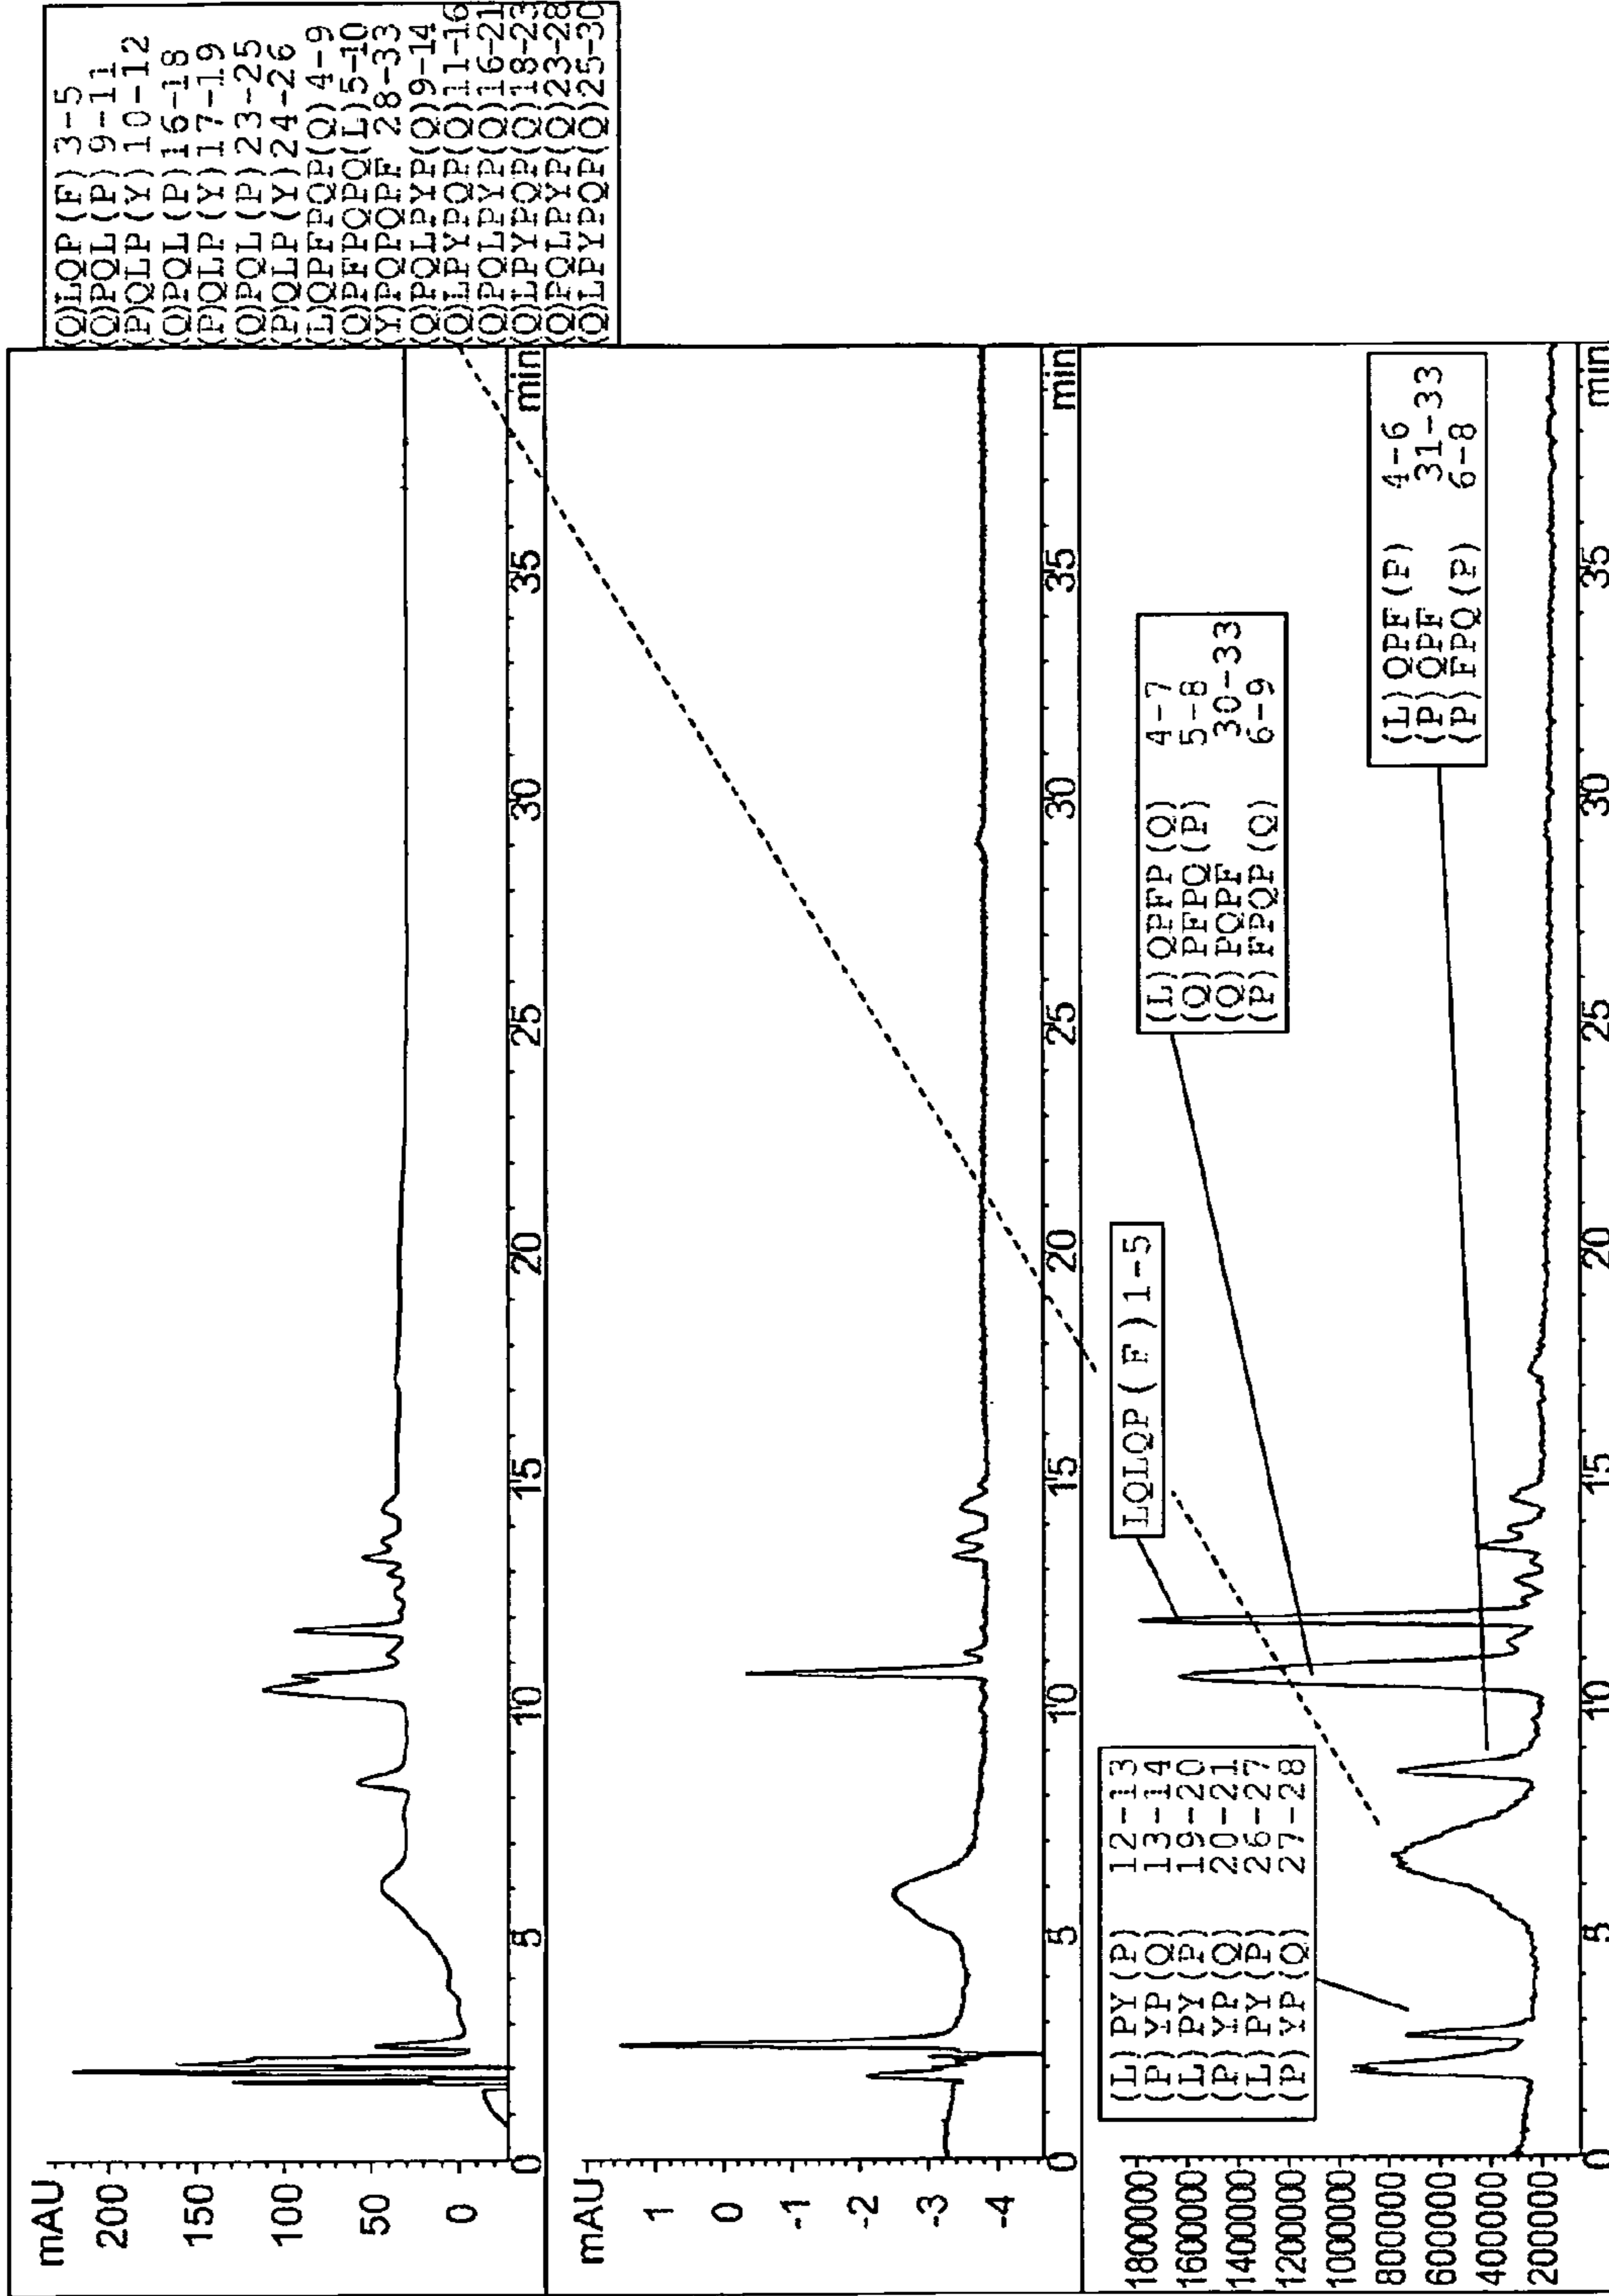 (Q)LQP(F)3-5
(Q)PQL(P)9-11
(P)QLP(Y)10-12
(Q)PQL(P)16-18
(P)QLP(Y)17-19
(Q)PQL(P)23-25
(P)QLP(Y)24-26
(L)QPFPQP(Q)4-9
(Q)PFPQPQ(L)5-10
(Y)PQPQPF 28-33
(Q)PQLPYP(Q)9-14
(Q)LPYPQP(Q)11-16
(Q)PQLPYP(Q)16-21
(Q)LPYPQP(Q)18-23
(Q)PQLPYP(Q)23-28
(Q)LPYPQP(Q)25-30
mAU
200
150
100
50
0
0 5 10 15 20 25 30 35 min
mAU
1
0
-1
-2
-3
-4
0 5 10 15 20 25 30 35 min
LQLQP(F)1-5
(L)QPFP(Q) 4-7
(Q)PFPQ(P) 5-8
(Q)PQPF 30-33
(P)FPQP(Q) 6-9
(L)PY(P) 12-13
(P)YP(Q) 13-14
(L)PY(P) 19-20
(P)YP(Q) 20-21
(L)PY(P) 26-27
(P)YP(Q) 27-28
(L)QPF(P) 4-6
(P)QPF 31-33
(P)FPQ(P) 6-8
1800000
1600000
1400000
1200000
1000000
800000
600000
400000
200000
0 5 10 15 20 25 30 35 min